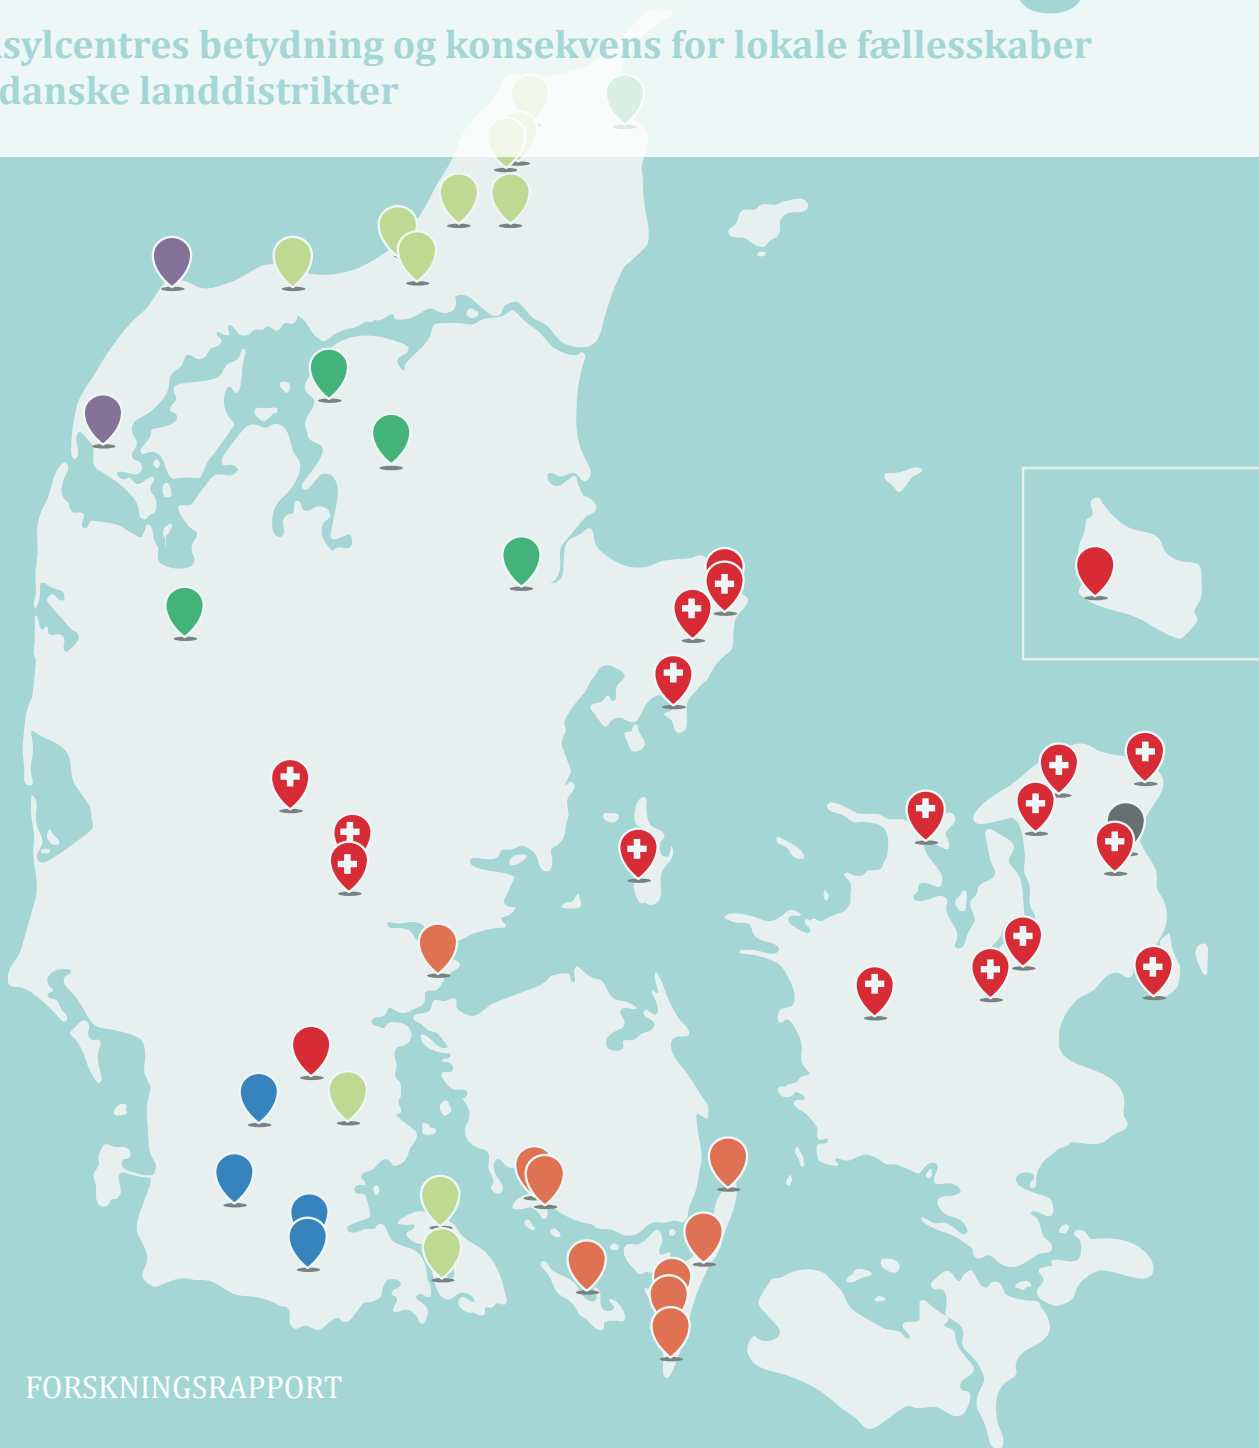 sylcentres betydning og konsekvens for lokale fællesskaber
danske landdistrikter
FORSKNINGSRAPPORT